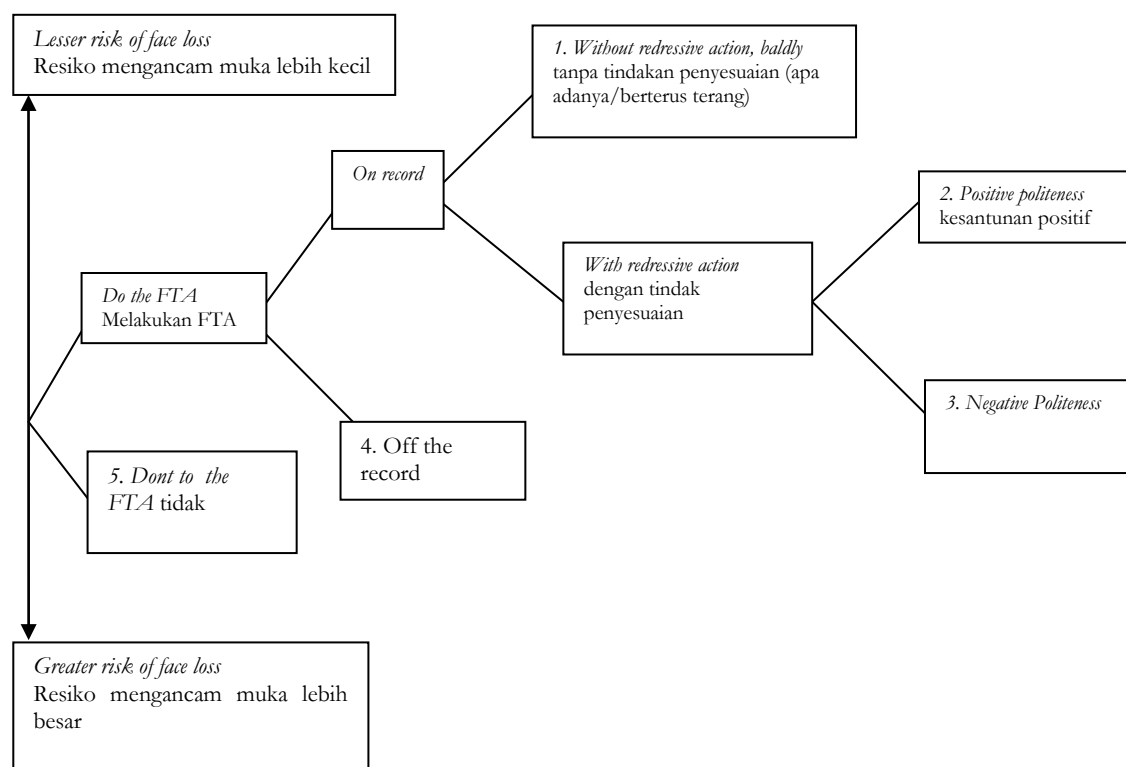 Lesser risk of face loss
Resiko mengancam muka lebih kecil
1. Without redressive action, baldly
tanpa tindakan penyesuaian (apa
adanya/berterus terang)
On record
2. Positive politeness
kesantunan positif
With redressive action
dengan tindak
penyesuaian
Do the FTA
Melakukan FTA
3. Negative Politeness
4. Off the
record
5. Dont to the
FTA tidak
Greater risk of face loss
Resiko mengancam muka lebih
besar